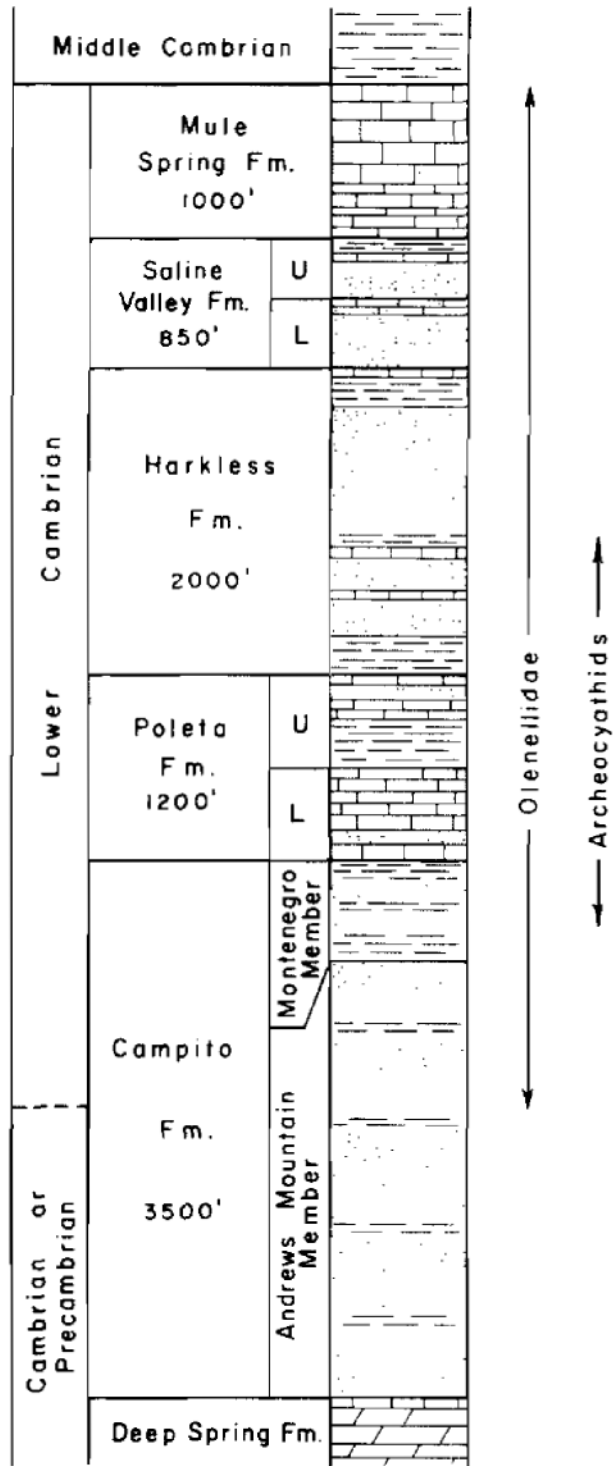 Middle Cambrian
Mule
Spring Fm.
1000'
Saline
Valley Fm.
850'
U
L
Harkless
Fm.
2000'
Poleta
Fm.
1200'
U
L
Campito
Fm.
3500'
Montenegro
Member
Andrews Mountain
Member
Deep Spring Fm.
Lower Cambrian
Cambrian or
Precambrian
Olenellidae
Archeocyathids